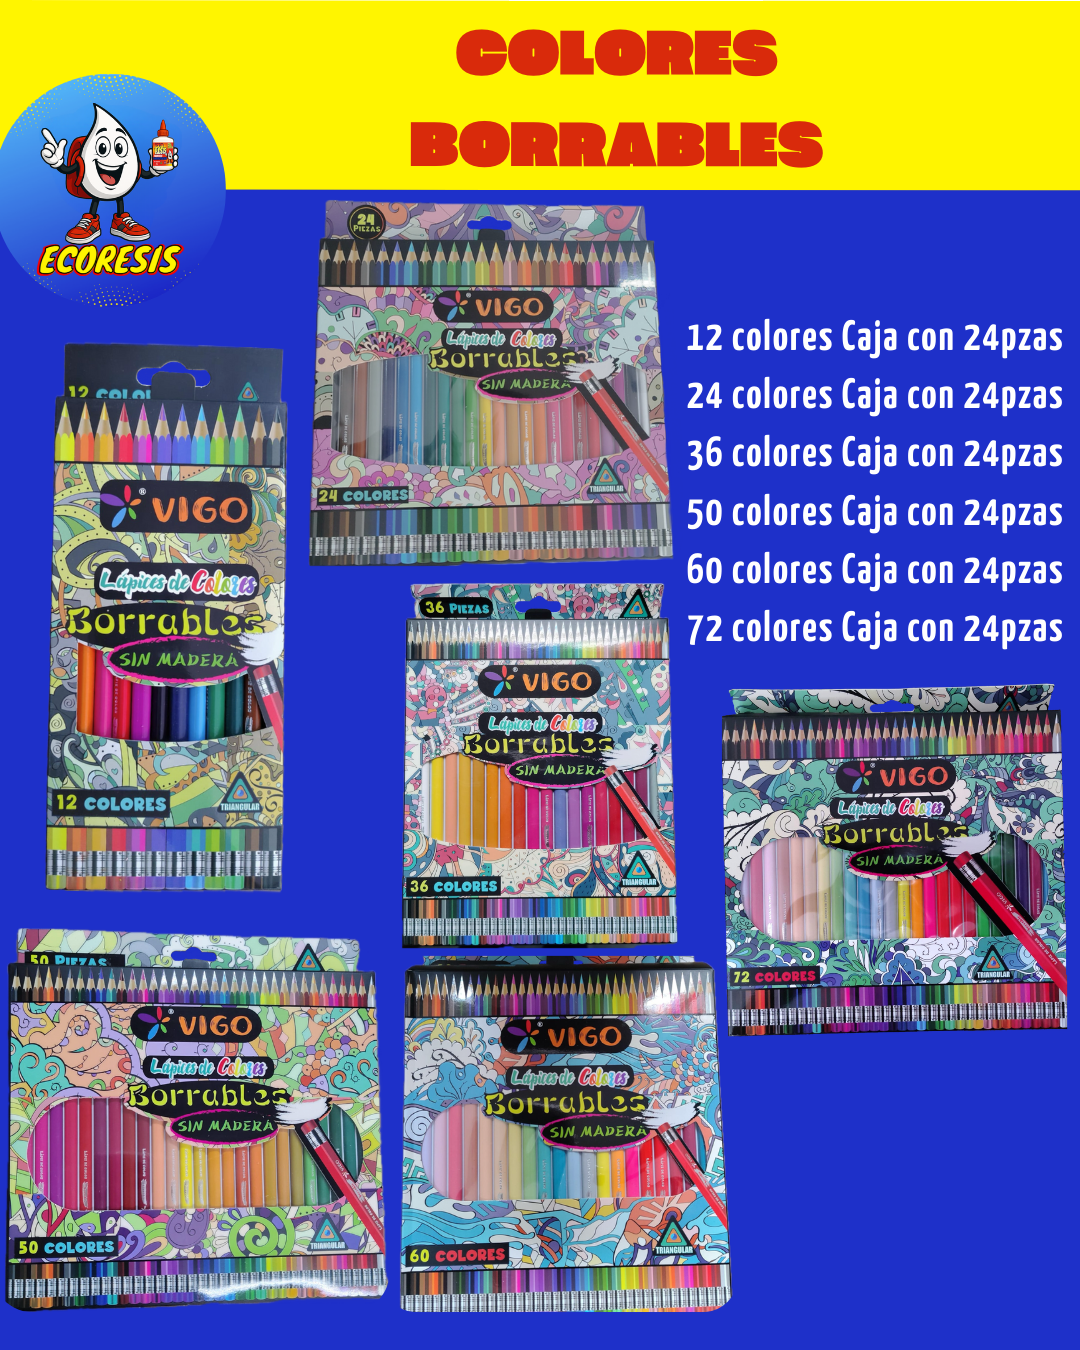 COLORES
BORRABLES
ECORESIS
12 colores Caja con 24pzas
24 colores Caja con 24pzas
36 colores Caja con 24pzas
50 colores Caja con 24pzas
60 colores Caja con 24pzas
72 colores Caja con 24pzas
24
PIEZAS
VIGO
Lápices de Colores
Borrables
SIN MADERA
24 COLORES
TRIANGULAR
VIGO
Lápices de Colores
Borrables
SIN MADERA
12 COLORES
TRIANGULAR
36 PIEZAS
VIGO
Lápices de Colores
Borrables
SIN MADERA
36 COLORES
TRIANGULAR
VIGO
Lápices de Colores
Borrables
SIN MADERA
72 COLORES
TRIANGULAR
50 PIEZAS
VIGO
Lápices de Colores
Borrables
SIN MADERA
50 COLORES
TRIANGULAR
VIGO
Lápices de Colores
Borrables
SIN MADERA
60 COLORES
TRIANGULAR